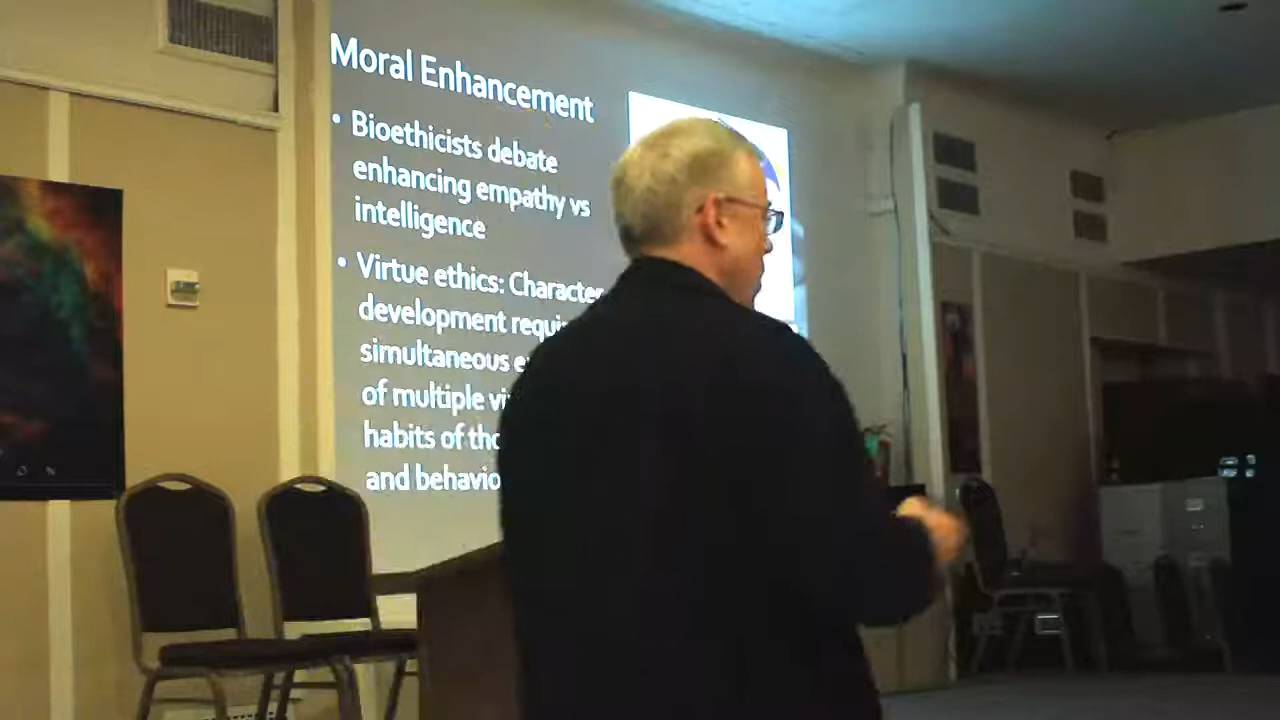 Moral Enhancement
• Bioethicists debate
enhancing empathy vs
intelligence
• Virtue ethics: Character
development
simultaneous
of multiple
habits of
and